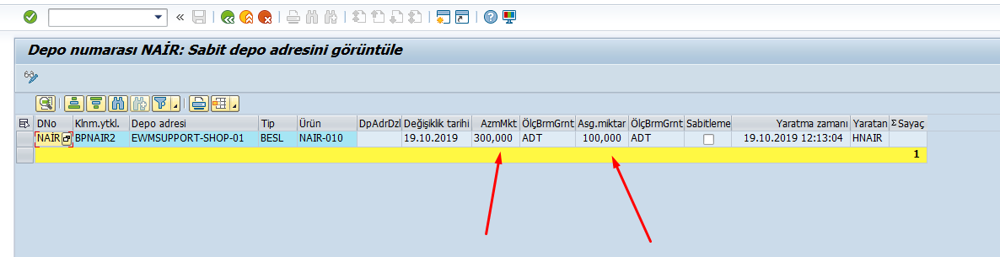 Depo numarası NAİR: Sabit depo adresini görüntüle
DNo Klnm.ytkl. Depo adresi Tip Ürün DpAdrDzl Değişiklik tarihi AzmMkt ÖlçBrmGrnt Asg.miktar ÖlçBrmGrnt Sabitleme Yaratma zamanı Yaratan Σ Sayaç
NAİR BPNAIR2 EWMSUPPORT-SHOP-01 BESL NAIR-010 19.10.2019 300,000 ADT 100,000 ADT 19.10.2019 12:13:04 HNAIR
1